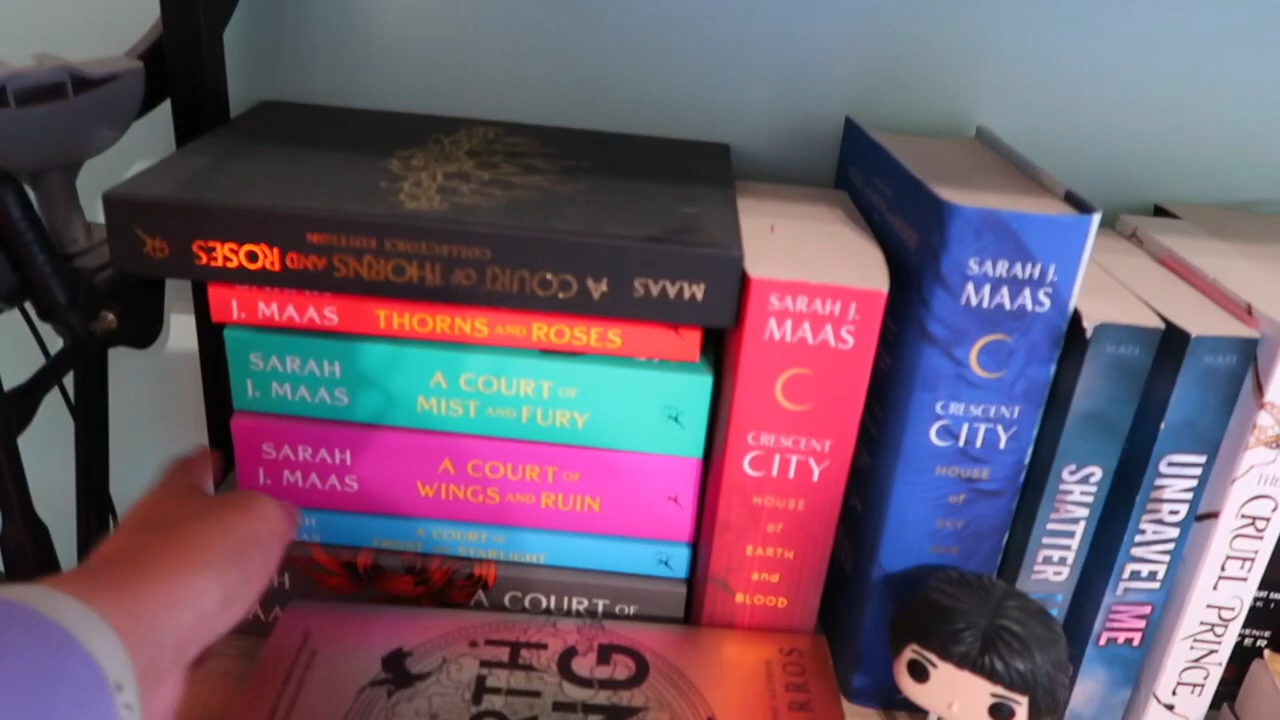 A COURT OF THORNS AND ROSES
COLLECTOR'S EDITION
MAAS
J. MAAS
THORNS AND ROSES
SARAH
J. MAAS
A COURT OF
MIST AND FURY
SARAH
J. MAAS
A COURT OF
WINGS AND RUIN
A COURT OF
FROST AND STARLIGHT
A COURT OF
SARAH J.
MAAS
CRESCENT
CITY
HOUSE
of
EARTH
and
BLOOD
SARAH J.
MAAS
CRESCENT
CITY
HOUSE
of
SKY
MAFI
SHATTER
MAFI
UNRAVEL ME
CRUEL PRINCE